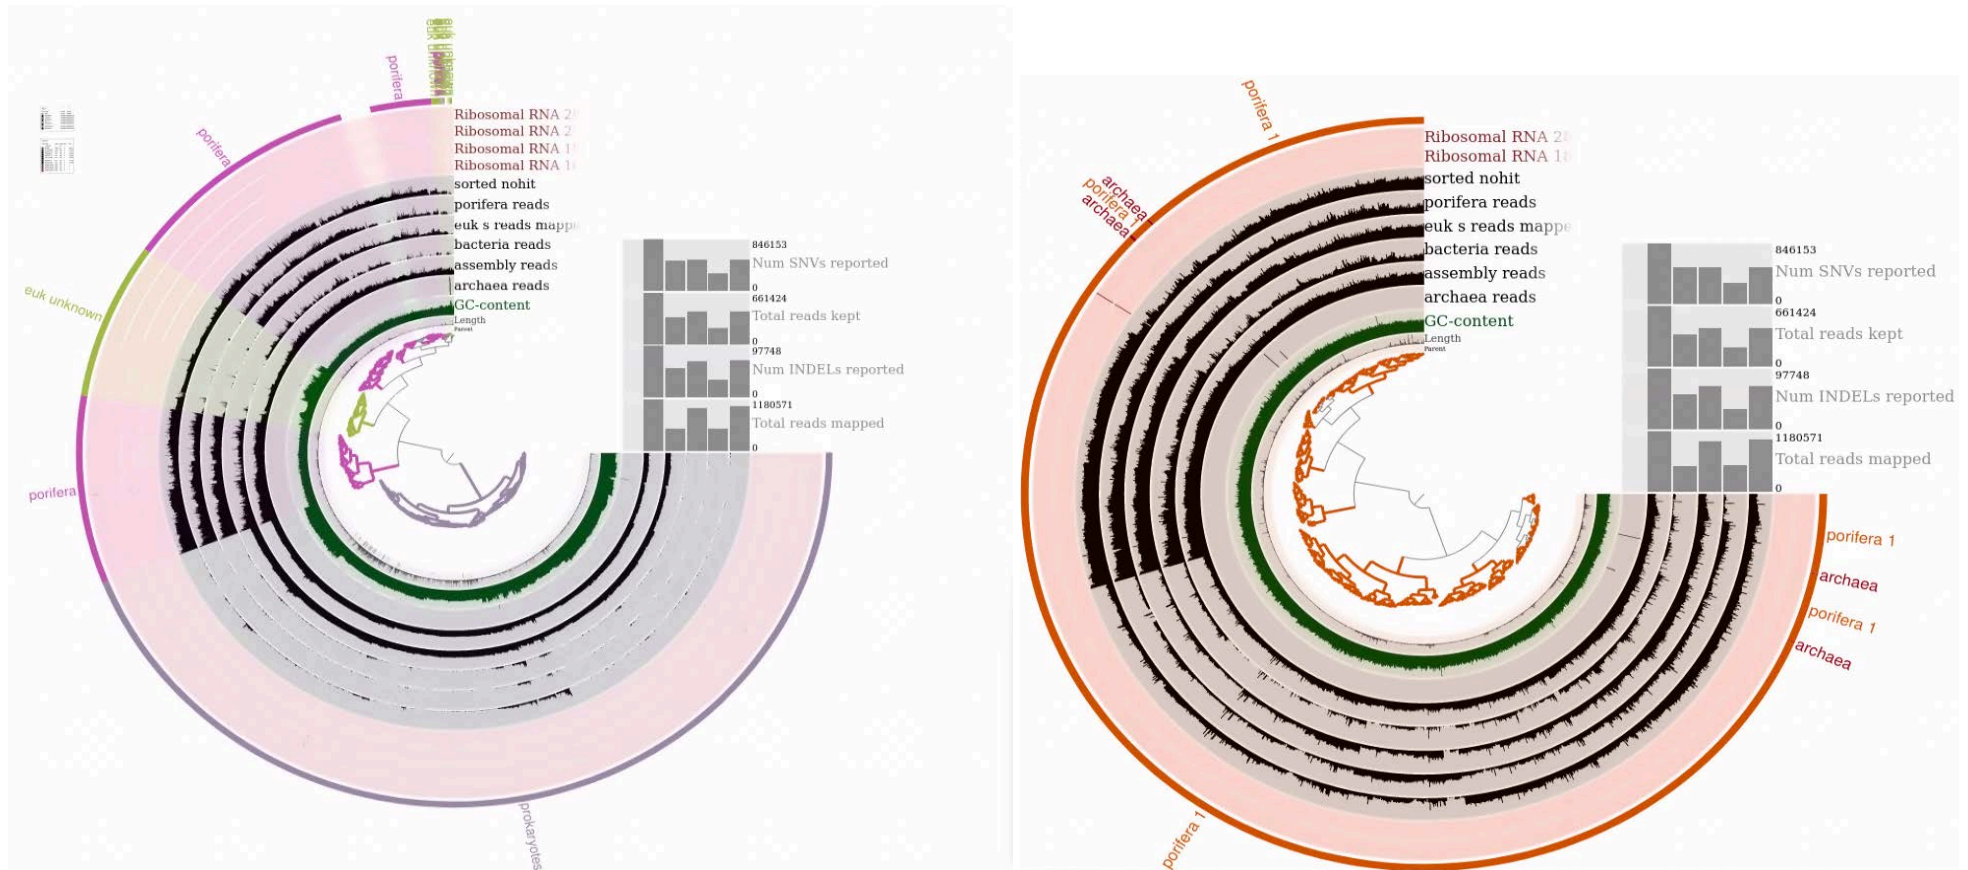 porifera
porifera
euk unknown
porifera
prokaryotes
Ribosomal RNA
Ribosomal RNA
Ribosomal RNA
Ribosomal RNA
sorted nohit
porifera reads
euk s reads mappe
bacteria reads
assembly reads
archaea reads
GC-content
Length
Parent
846153
Num SNVs reported
0
661424
Total reads kept
0
97748
Num INDELs reported
0
1180571
Total reads mapped
0
porifera 1
archaea
porifera 1
archaea
Ribosomal RNA
Ribosomal RNA
sorted nohit
porifera reads
euk s reads mappe
bacteria reads
assembly reads
archaea reads
GC-content
Length
Parent
846153
Num SNVs reported
0
661424
Total reads kept
0
97748
Num INDELs reported
0
1180571
Total reads mapped
0
porifera 1
archaea
porifera 1
archaea
porifera 1